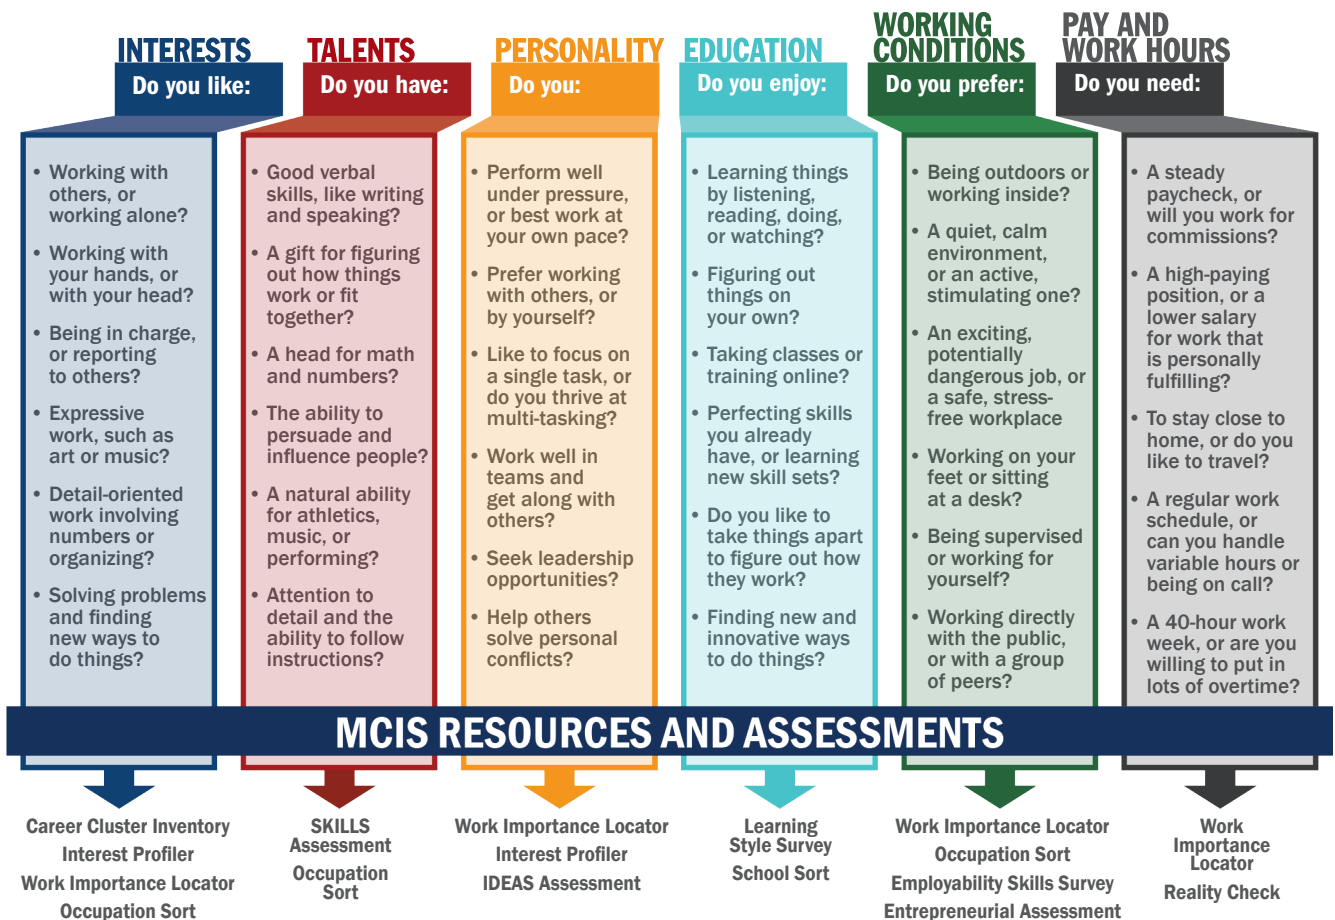 INTERESTS
Do you like:
• Working with
others, or
working alone?
• Working with
your hands, or
with your head?
• Being in charge,
or reporting
to others?
• Expressive
work, such as
art or music?
• Detail-oriented
work involving
numbers or
organizing?
• Solving problems
and finding
new ways to
do things?
TALENTS
Do you have:
• Good verbal
skills, like writing
and speaking?
• A gift for figuring
out how things
work or fit
together?
• A head for math
and numbers?
• The ability to
persuade and
influence people?
• A natural ability
for athletics,
music, or
performing?
• Attention to
detail and the
ability to follow
instructions?
PERSONALITY
Do you:
• Perform well
under pressure,
or best work at
your own pace?
• Prefer working
with others, or
by yourself?
• Like to focus on
a single task, or
do you thrive at
multi-tasking?
• Work well in
teams and
get along with
others?
• Seek leadership
opportunities?
• Help others
solve personal
conflicts?
EDUCATION
Do you enjoy:
• Learning things
by listening,
reading, doing,
or watching?
• Figuring out
things on
your own?
• Taking classes or
training online?
• Perfecting skills
you already
have, or learning
new skill sets?
• Do you like to
take things apart
to figure out how
they work?
• Finding new and
innovative ways
to do things?
WORKING
CONDITIONS
Do you prefer:
• Being outdoors or
working inside?
• A quiet, calm
environment,
or an active,
stimulating one?
• An exciting,
potentially
dangerous job, or
a safe, stress-
free workplace
• Working on your
feet or sitting
at a desk?
• Being supervised
or working for
yourself?
• Working directly
with the public,
or with a group
of peers?
PAY AND
WORK HOURS
Do you need:
• A steady
paycheck, or
will you work for
commissions?
• A high-paying
position, or a
lower salary
for work that
is personally
fulfilling?
• To stay close to
home, or do you
like to travel?
• A regular work
schedule, or
can you handle
variable hours or
being on call?
• A 40-hour work
week, or are you
willing to put in
lots of overtime?
MCIS RESOURCES AND ASSESSMENTS
Career Cluster Inventory
Interest Profiler
Work Importance Locator
Occupation Sort
SKILLS
Assessment
Occupation
Sort
Work Importance Locator
Interest Profiler
IDEAS Assessment
Learning
Style Survey
School Sort
Work Importance Locator
Occupation Sort
Employability Skills Survey
Entrepreneurial Assessment
Work
Importance
Locator
Reality Check